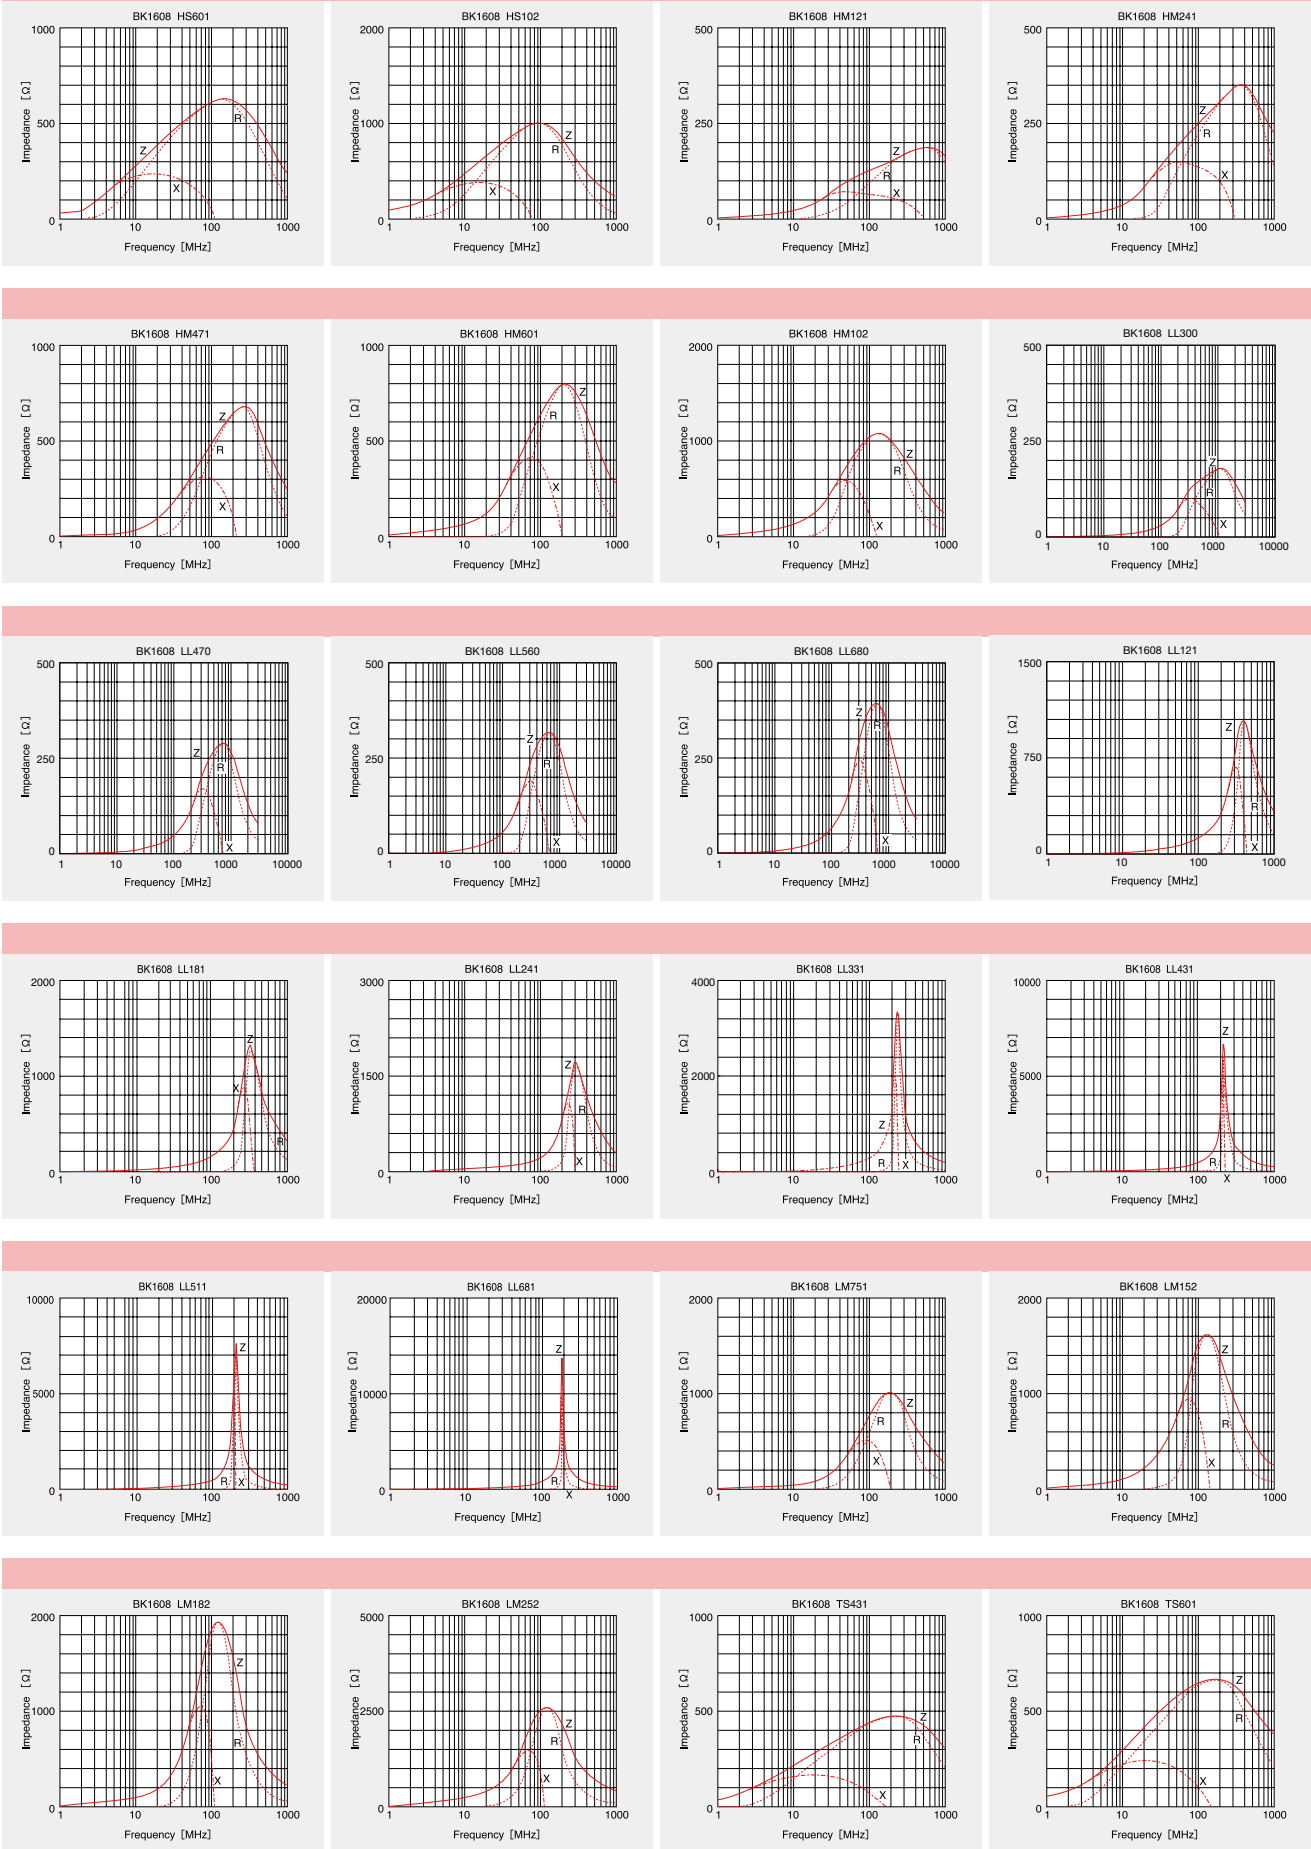 BK1608 HS601
1000
500
0
Impedance [Ω]
Z
R
X
1 10 100 1000
Frequency [MHz]
BK1608 HS102
2000
1000
0
Impedance [Ω]
Z
R
X
1 10 100 1000
Frequency [MHz]
BK1608 HM121
500
250
0
Impedance [Ω]
Z
R
X
1 10 100 1000
Frequency [MHz]
BK1608 HM241
500
250
0
Impedance [Ω]
Z
R
X
1 10 100 1000
Frequency [MHz]
BK1608 HM471
1000
500
0
Impedance [Ω]
Z
R
X
1 10 100 1000
Frequency [MHz]
BK1608 HM601
1000
500
0
Impedance [Ω]
Z
R
X
1 10 100 1000
Frequency [MHz]
BK1608 HM102
2000
1000
0
Impedance [Ω]
Z
R
X
1 10 100 1000
Frequency [MHz]
BK1608 LL300
500
250
0
Impedance [Ω]
Z
R
X
1 10 100 1000 10000
Frequency [MHz]
BK1608 LL470
500
250
0
Impedance [Ω]
Z
R
X
1 10 100 1000 10000
Frequency [MHz]
BK1608 LL560
500
250
0
Impedance [Ω]
Z
R
X
1 10 100 1000 10000
Frequency [MHz]
BK1608 LL680
500
250
0
Impedance [Ω]
Z
R
X
1 10 100 1000 10000
Frequency [MHz]
BK1608 LL121
1500
750
0
Impedance [Ω]
Z
R
X
1 10 100 1000
Frequency [MHz]
BK1608 LL181
2000
1000
0
Impedance [Ω]
Z
X
R
1 10 100 1000
Frequency [MHz]
BK1608 LL241
3000
1500
0
Impedance [Ω]
Z
R
X
1 10 100 1000
Frequency [MHz]
BK1608 LL331
4000
2000
0
Impedance [Ω]
Z
R X
1 10 100 1000
Frequency [MHz]
BK1608 LL431
10000
5000
0
Impedance [Ω]
Z
R
X
1 10 100 1000
Frequency [MHz]
BK1608 LL511
10000
5000
0
Impedance [Ω]
Z
R X
1 10 100 1000
Frequency [MHz]
BK1608 LL681
20000
10000
0
Impedance [Ω]
Z
R
X
1 10 100 1000
Frequency [MHz]
BK1608 LM751
2000
1000
0
Impedance [Ω]
Z
R
X
1 10 100 1000
Frequency [MHz]
BK1608 LM152
2000
1000
0
Impedance [Ω]
Z
R
X
1 10 100 1000
Frequency [MHz]
BK1608 LM182
2000
1000
0
Impedance [Ω]
Z
R
X
1 10 100 1000
Frequency [MHz]
BK1608 LM252
5000
2500
0
Impedance [Ω]
Z
R
X
1 10 100 1000
Frequency [MHz]
BK1608 TS431
1000
500
0
Impedance [Ω]
Z
R
X
1 10 100 1000
Frequency [MHz]
BK1608 TS601
1000
500
0
Impedance [Ω]
Z
R
X
1 10 100 1000
Frequency [MHz]